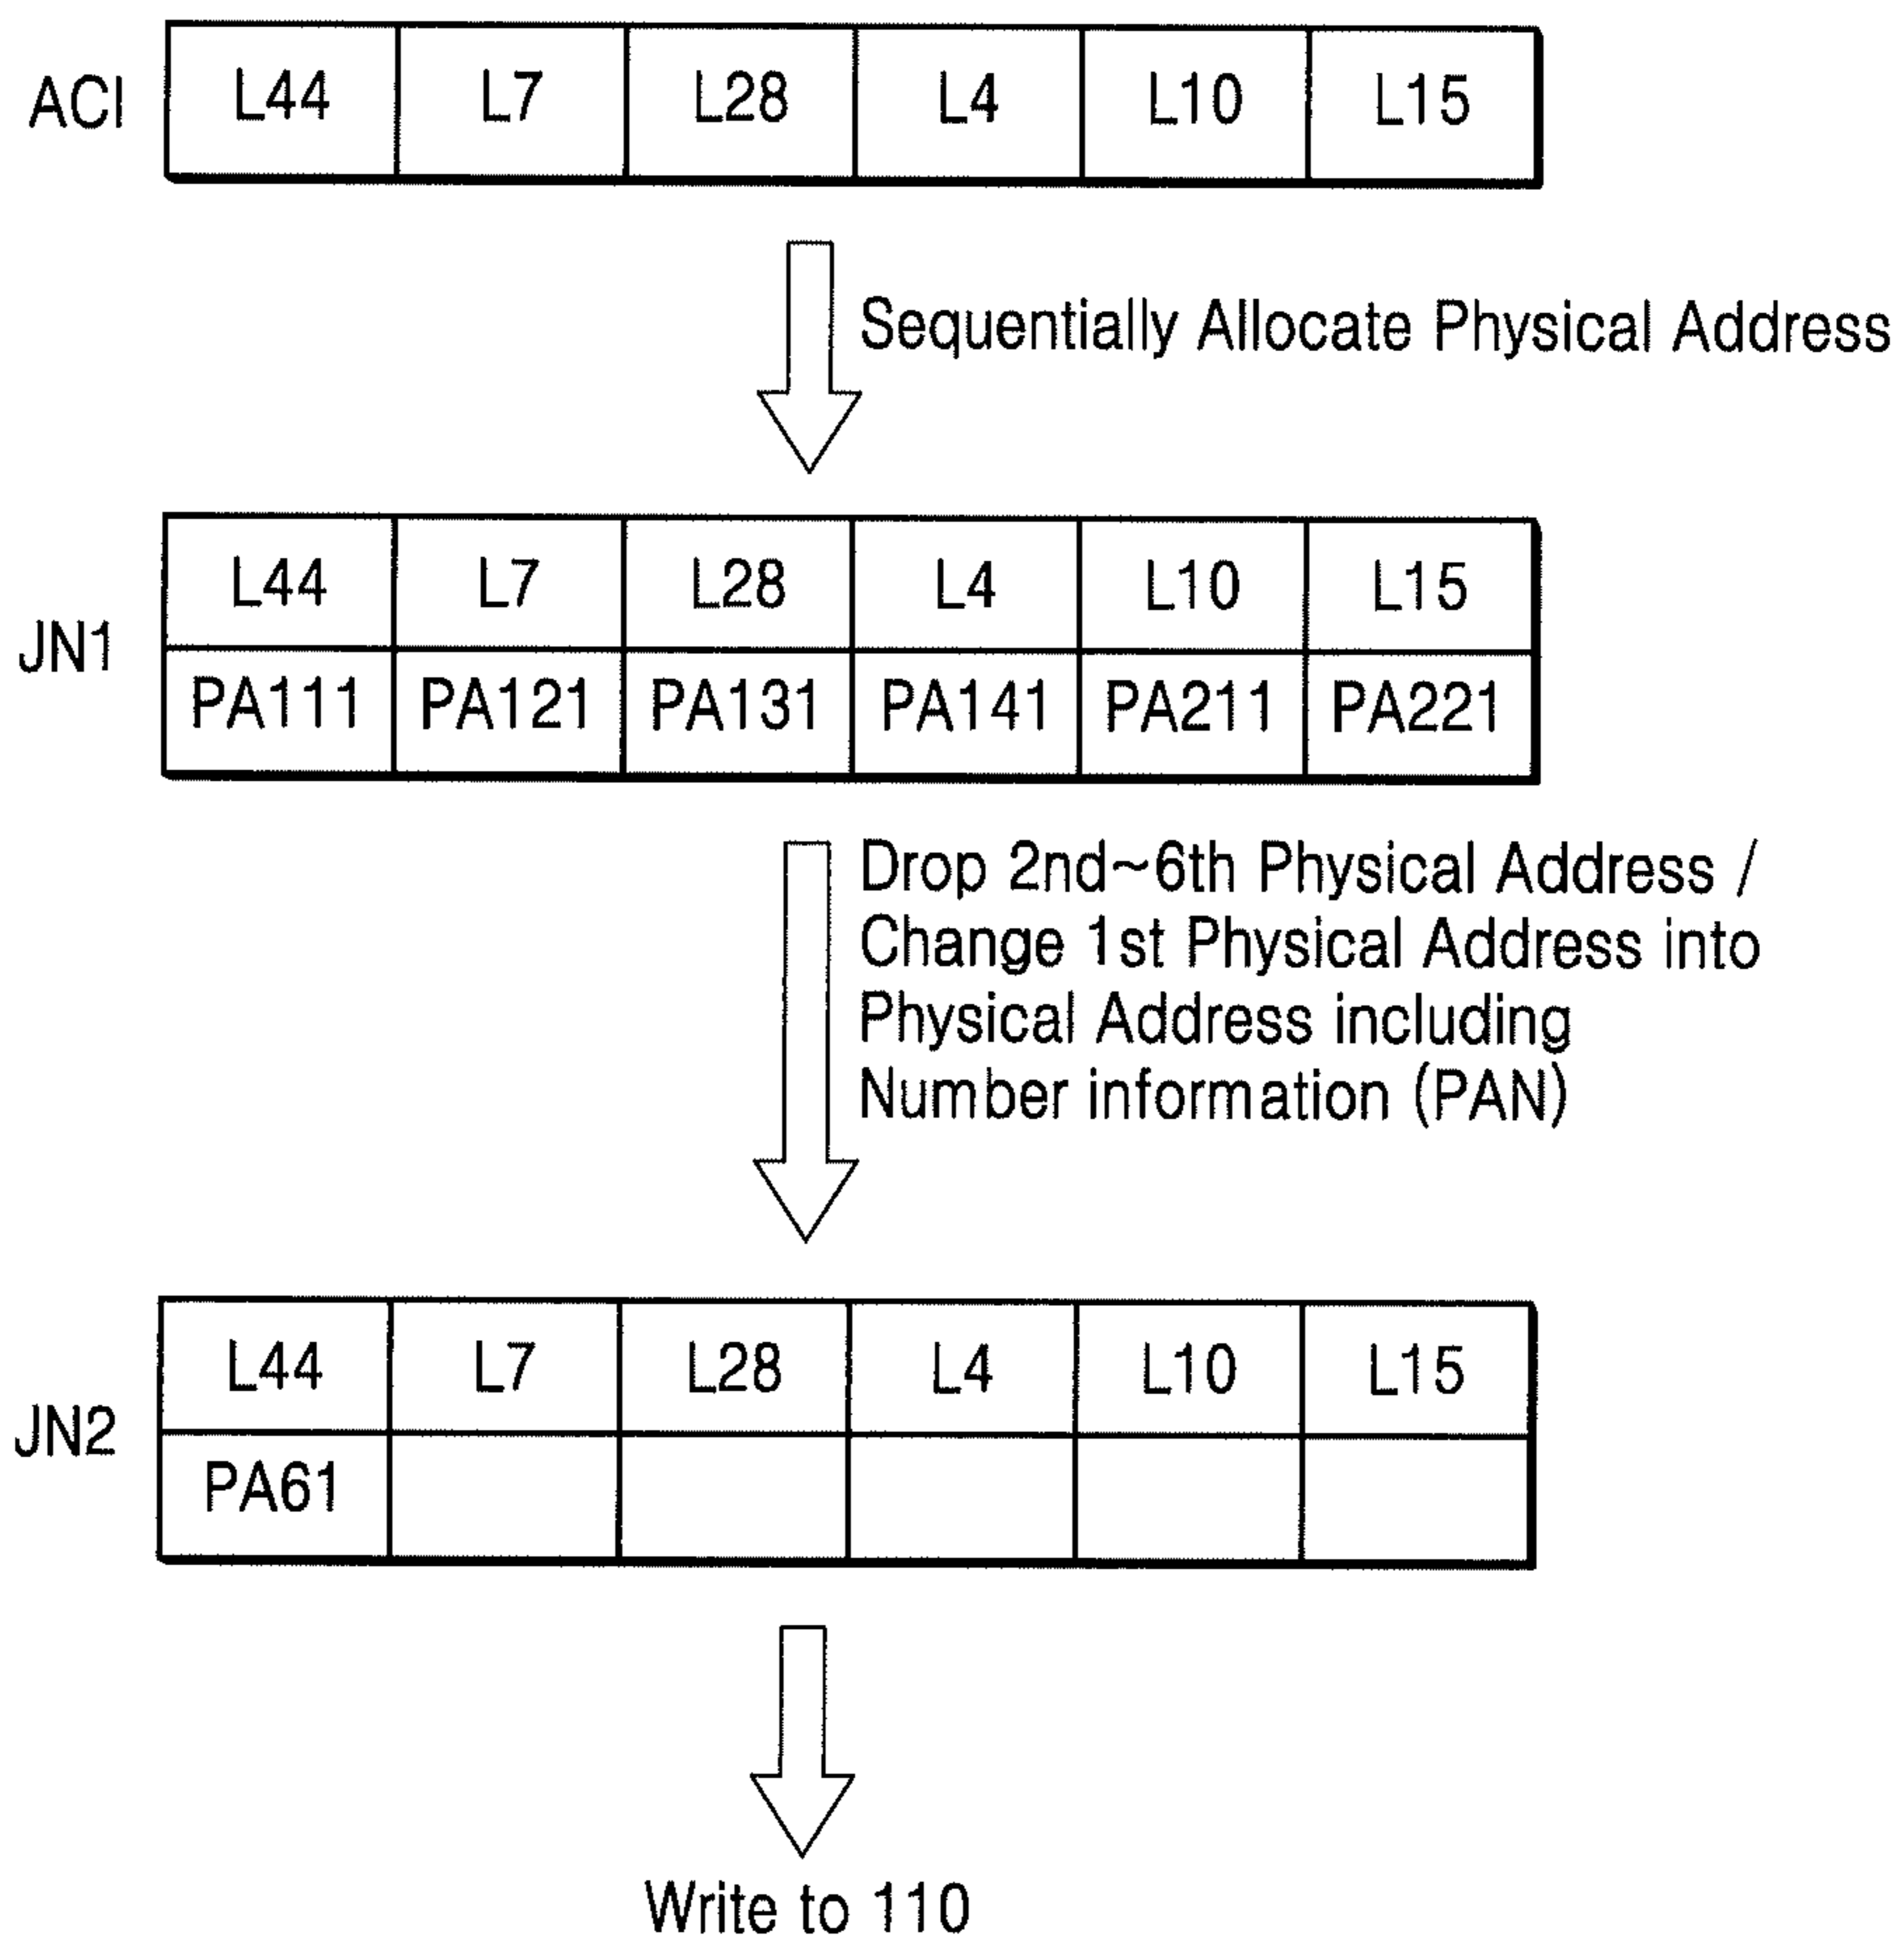 ACI L44 L7 L28 L4 L10 L15
Sequentially Allocate Physical Address
L44 L7 L28 L4 L10 L15
JN1
PA111 PA121 PA131 PA141 PA211 PA221
Drop 2nd~6th Physical Address /
Change 1st Physical Address into
Physical Address including
Number information (PAN)
L44 L7 L28 L4 L10 L15
JN2
PA61
Write to 110